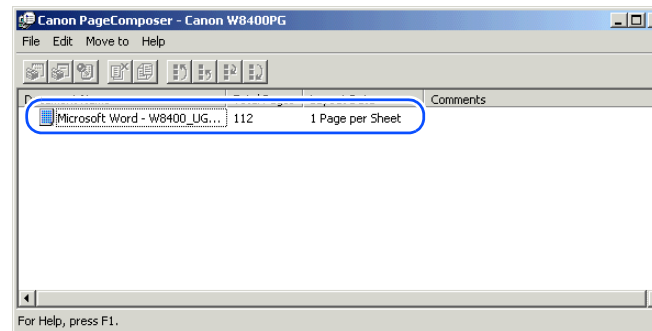 Canon PageComposer - Canon W8400PG
File Edit Move to Help
Comments
Microsoft Word - W8400_UG... 112 1 Page per Sheet
For Help, press F1.